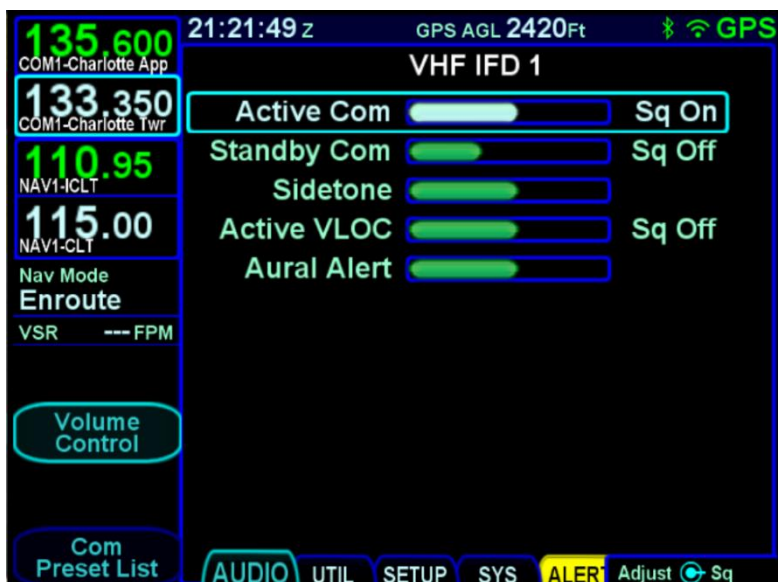 135.600
COM1-Charlotte App
133.350
COM1-Charlotte Twr
110.95
NAV1-ICLT
115.00
NAV1-CLT
Nav Mode
Enroute
VSR --- FPM
Volume
Control
Com
Preset List
21:21:49 Z GPS AGL 2420Ft GPS
VHF IFD 1
Active Com Sq On
Standby Com Sq Off
Sidetone
Active VLOC Sq Off
Aural Alert
AUDIO UTIL SETUP SYS ALERT Adjust Sq